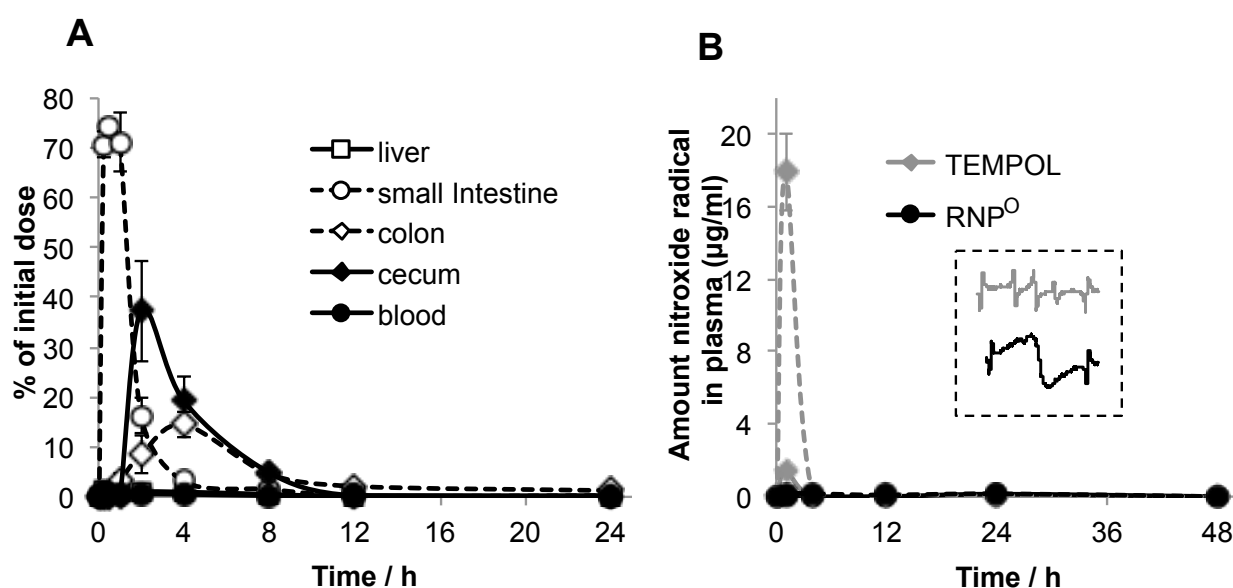 A
% of initial dose
80
70
60
50
40
30
20
10
0
liver
small Intestine
colon
cecum
blood
0 4 8 12 16 20 24
Time / h
B
Amount nitroxide radical
in plasma (µg/ml)
20
16
12
8
4
0
TEMPOL
RNP^O
0 12 24 36 48
Time / h